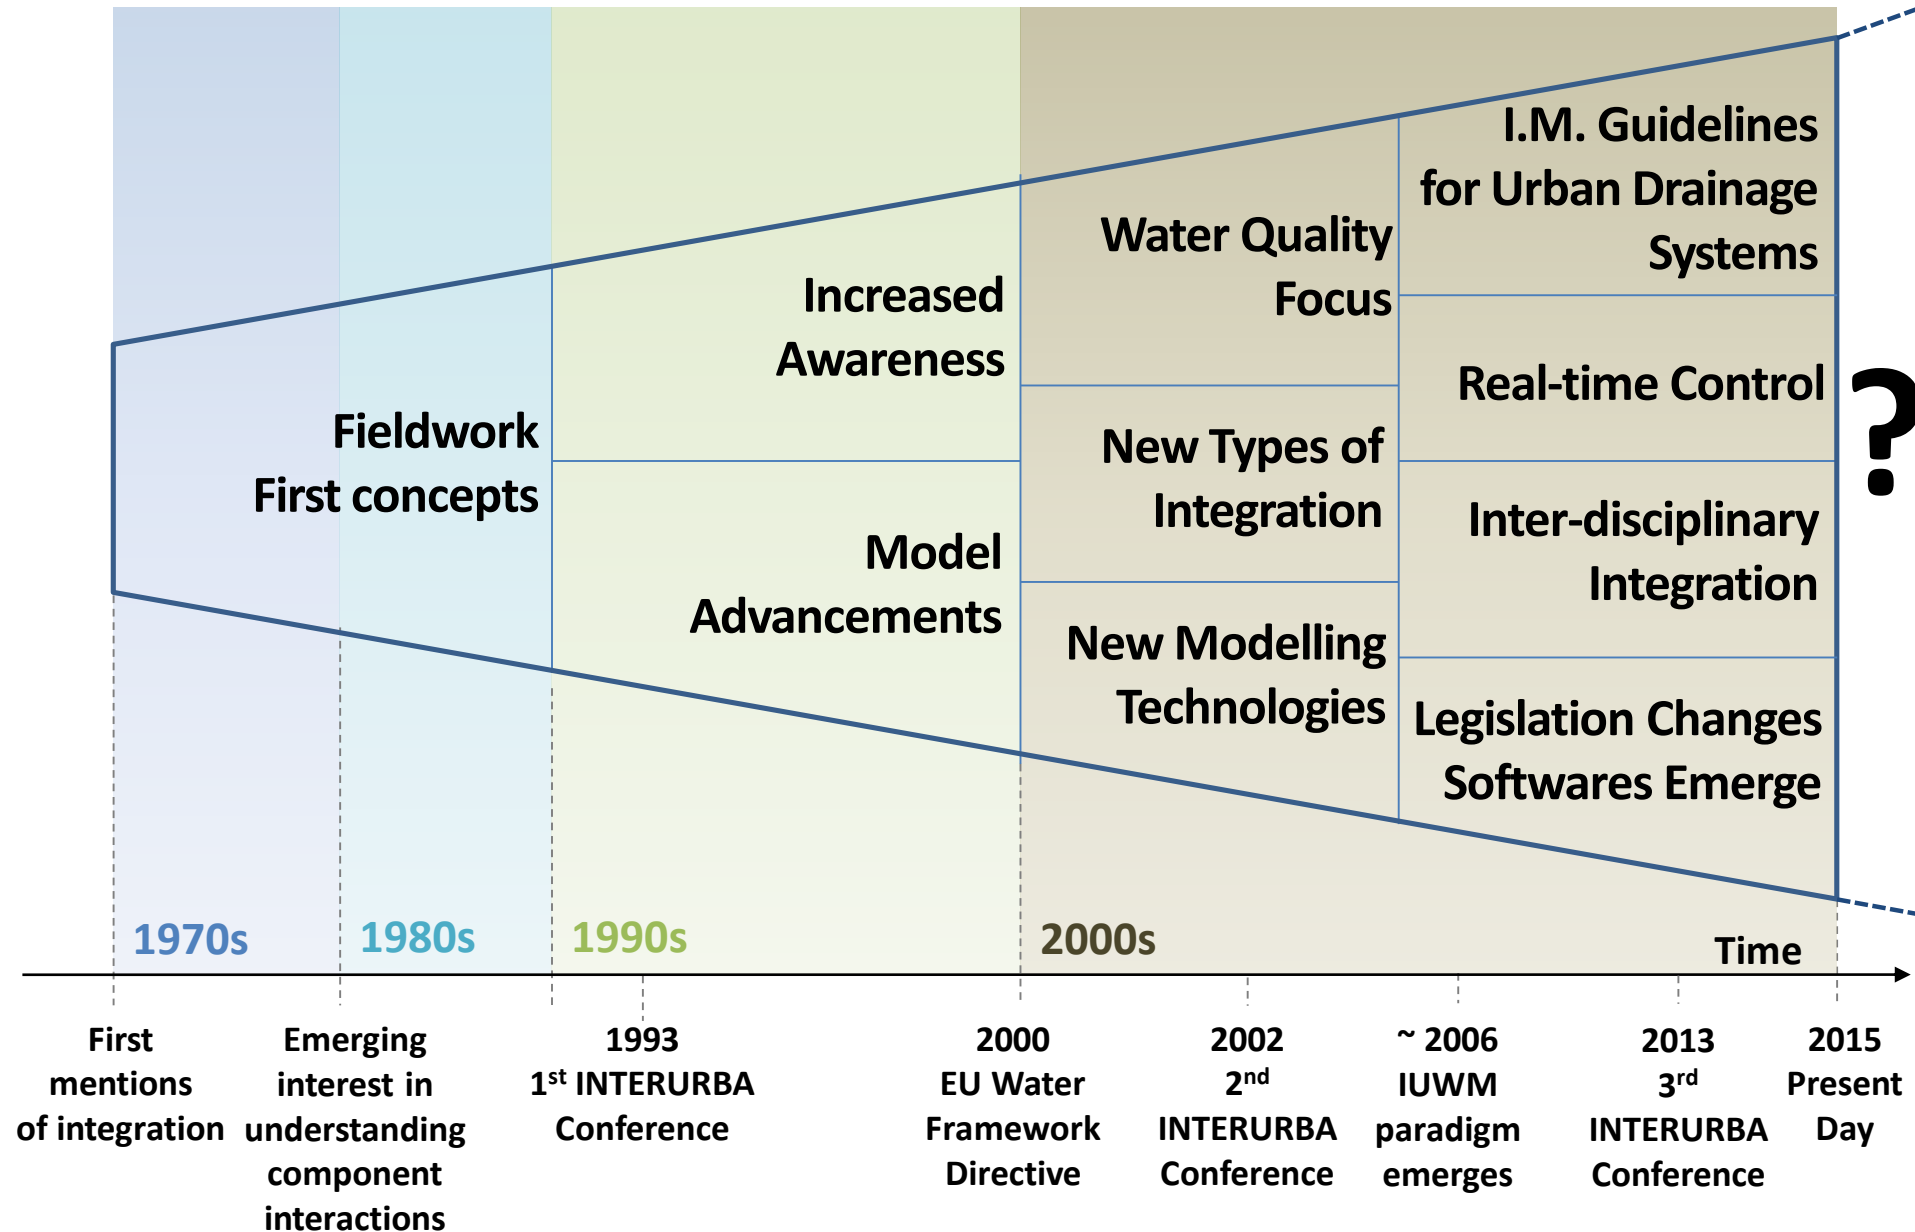 Fieldwork
First concepts
Increased
Awareness
Model
Advancements
Water Quality
Focus
New Types of
Integration
New Modelling
Technologies
I.M. Guidelines
for Urban Drainage
Systems
Real-time Control
Inter-disciplinary
Integration
Legislation Changes
Softwares Emerge
?
1970s
1980s
1990s
2000s
Time
First
mentions
of integration
Emerging
interest in
understanding
component
interactions
1993
1st INTERURBA
Conference
2000
EU Water
Framework
Directive
2002
2nd
INTERURBA
Conference
~ 2006
IUWM
paradigm
emerges
2013
3rd
INTERURBA
Conference
2015
Present
Day